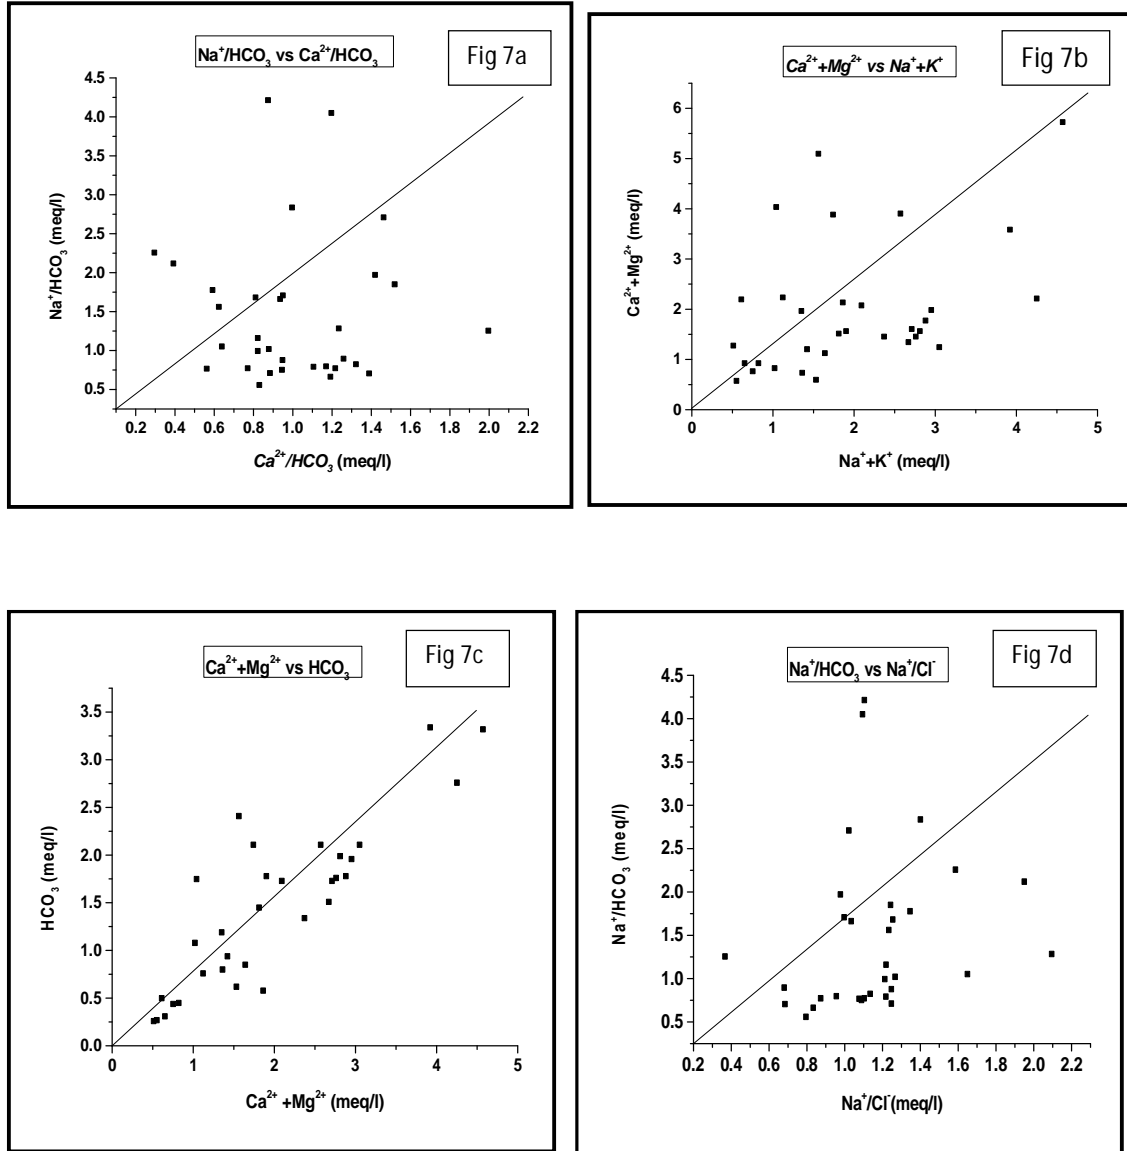 Na⁺/HCO₃ vs Ca²⁺/HCO₃
Fig 7a
4.5
4.0
3.5
3.0
2.5
2.0
1.5
1.0
0.5
Na⁺/HCO₃ (meq/l)
0.2 0.4 0.6 0.8 1.0 1.2 1.4 1.6 1.8 2.0 2.2
Ca²⁺/HCO₃ (meq/l)
Ca²⁺+Mg²⁺ vs Na⁺+K⁺
Fig 7b
6
5
4
3
2
1
0
Ca²⁺+Mg²⁺ (meq/l)
0 1 2 3 4 5
Na⁺+K⁺ (meq/l)
Ca²⁺+Mg²⁺ vs HCO₃
Fig 7c
3.5
3.0
2.5
2.0
1.5
1.0
0.5
0.0
HCO₃ (meq/l)
0 1 2 3 4 5
Ca²⁺ +Mg²⁺ (meq/l)
Na⁺/HCO₃ vs Na⁺/Cl⁻
Fig 7d
4.5
4.0
3.5
3.0
2.5
2.0
1.5
1.0
0.5
Na⁺/HCO₃ (meq/l)
0.2 0.4 0.6 0.8 1.0 1.2 1.4 1.6 1.8 2.0 2.2
Na⁺/Cl⁻(meq/l)